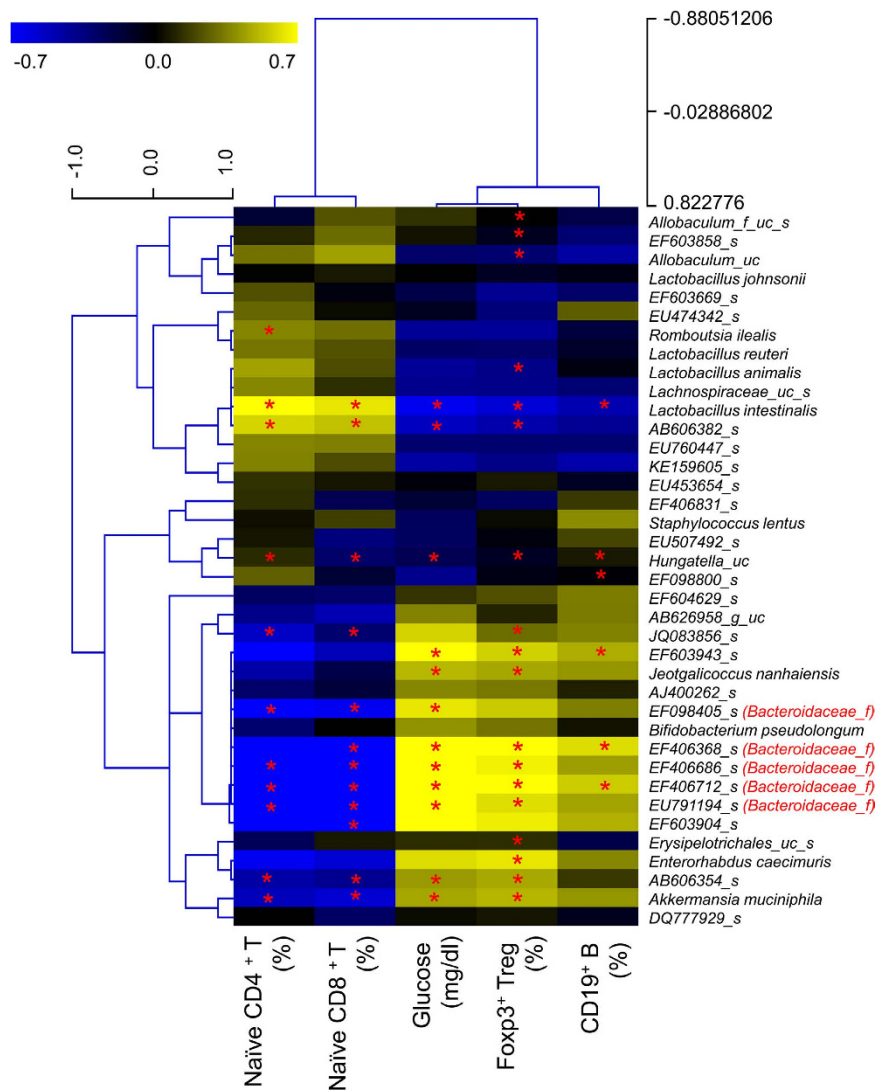 -0.7 0.0 0.7
-0.88051206
-0.02886802
0.822776
-1.0 0.0 1.0
Allobaculum_f_uc_s
EF603858_s
Allobaculum_uc
Lactobacillus johnsonii
EF603669_s
EU474342_s
Romboutsia ilealis
Lactobacillus reuteri
Lactobacillus animalis
Lachnospiraceae_uc_s
Lactobacillus intestinalis
AB606382_s
EU760447_s
KE159605_s
EU453654_s
EF406831_s
Staphylococcus lentus
EU507492_s
Hungatella_uc
EF098800_s
EF604629_s
AB626958_g_uc
JQ083856_s
EF603943_s
Jeotgalicoccus nanhaiensis
AJ400262_s
EF098405_s (Bacteroidaceae_f)
Bifidobacterium pseudolongum
EF406368_s (Bacteroidaceae_f)
EF406686_s (Bacteroidaceae_f)
EF406712_s (Bacteroidaceae_f)
EU791194_s (Bacteroidaceae_f)
EF603904_s
Erysipelotrichales_uc_s
Enterorhabdus caecimuris
AB606354_s
Akkermansia muciniphila
DQ777929_s
Naïve CD4 + T
(%)
Naïve CD8 + T
(%)
Glucose
(mg/dl)
Foxp3+ Treg
(%)
CD19+ B
(%)